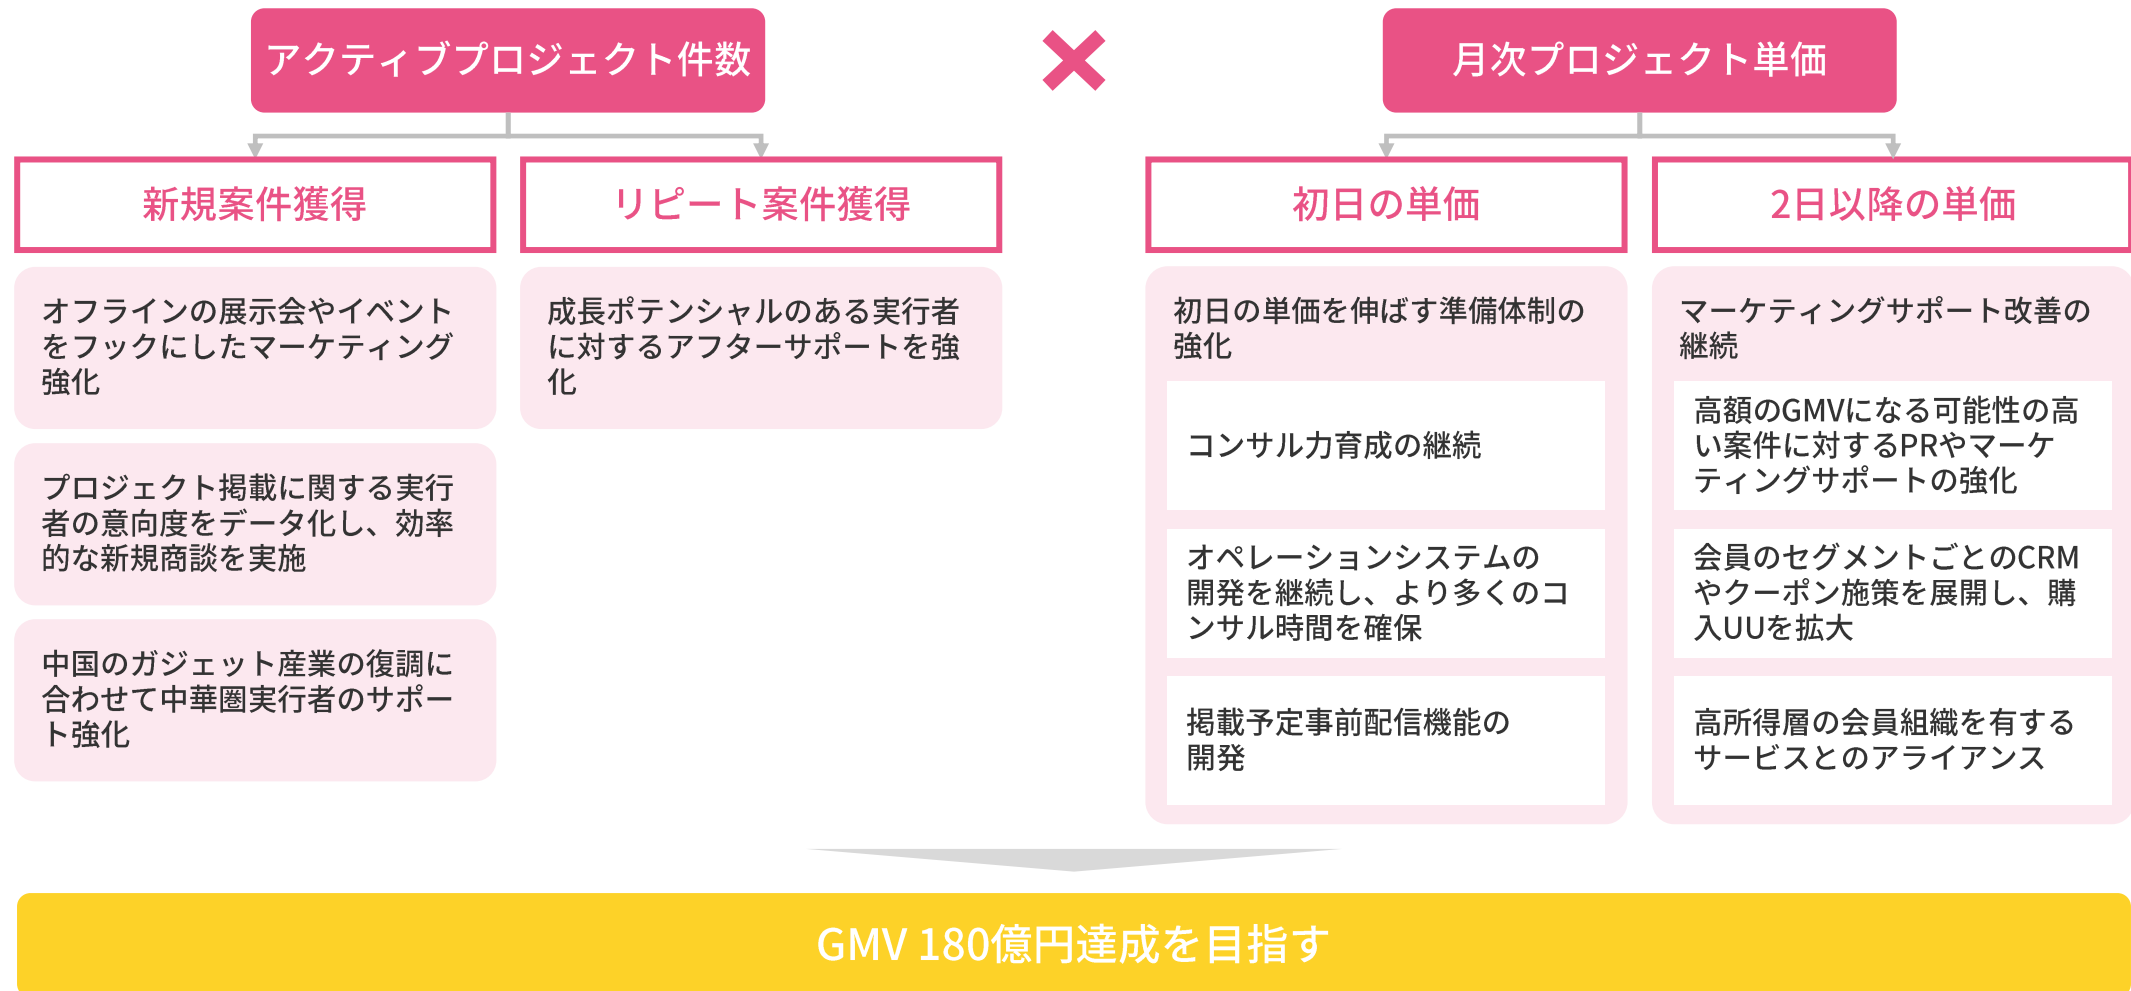 アクティブプロジェクト件数
×
月次プロジェクト単価
新規案件獲得
リピート案件獲得
初日の単価
2日以降の単価
オフラインの展示会やイベント
をフックにしたマーケティング
強化
プロジェクト掲載に関する実行
者の意向度をデータ化し、効率
的な新規商談を実施
中国のガジェット産業の復調に
合わせて中華圏実行者のサポー
ト強化
成長ポテンシャルのある実行者
に対するアフターサポートを強
化
初日の単価を伸ばす準備体制の
強化
コンサル力育成の継続
オペレーションシステムの
開発を継続し、より多くのコ
ンサル時間を確保
掲載予定事前配信機能の
開発
マーケティングサポート改善の
継続
高額のGMVになる可能性の高
い案件に対するPRやマーケ
ティングサポートの強化
会員のセグメントごとのCRM
やクーポン施策を展開し、購
入UUを拡大
高所得層の会員組織を有する
サービスとのアライアンス
GMV 180億円達成を目指す